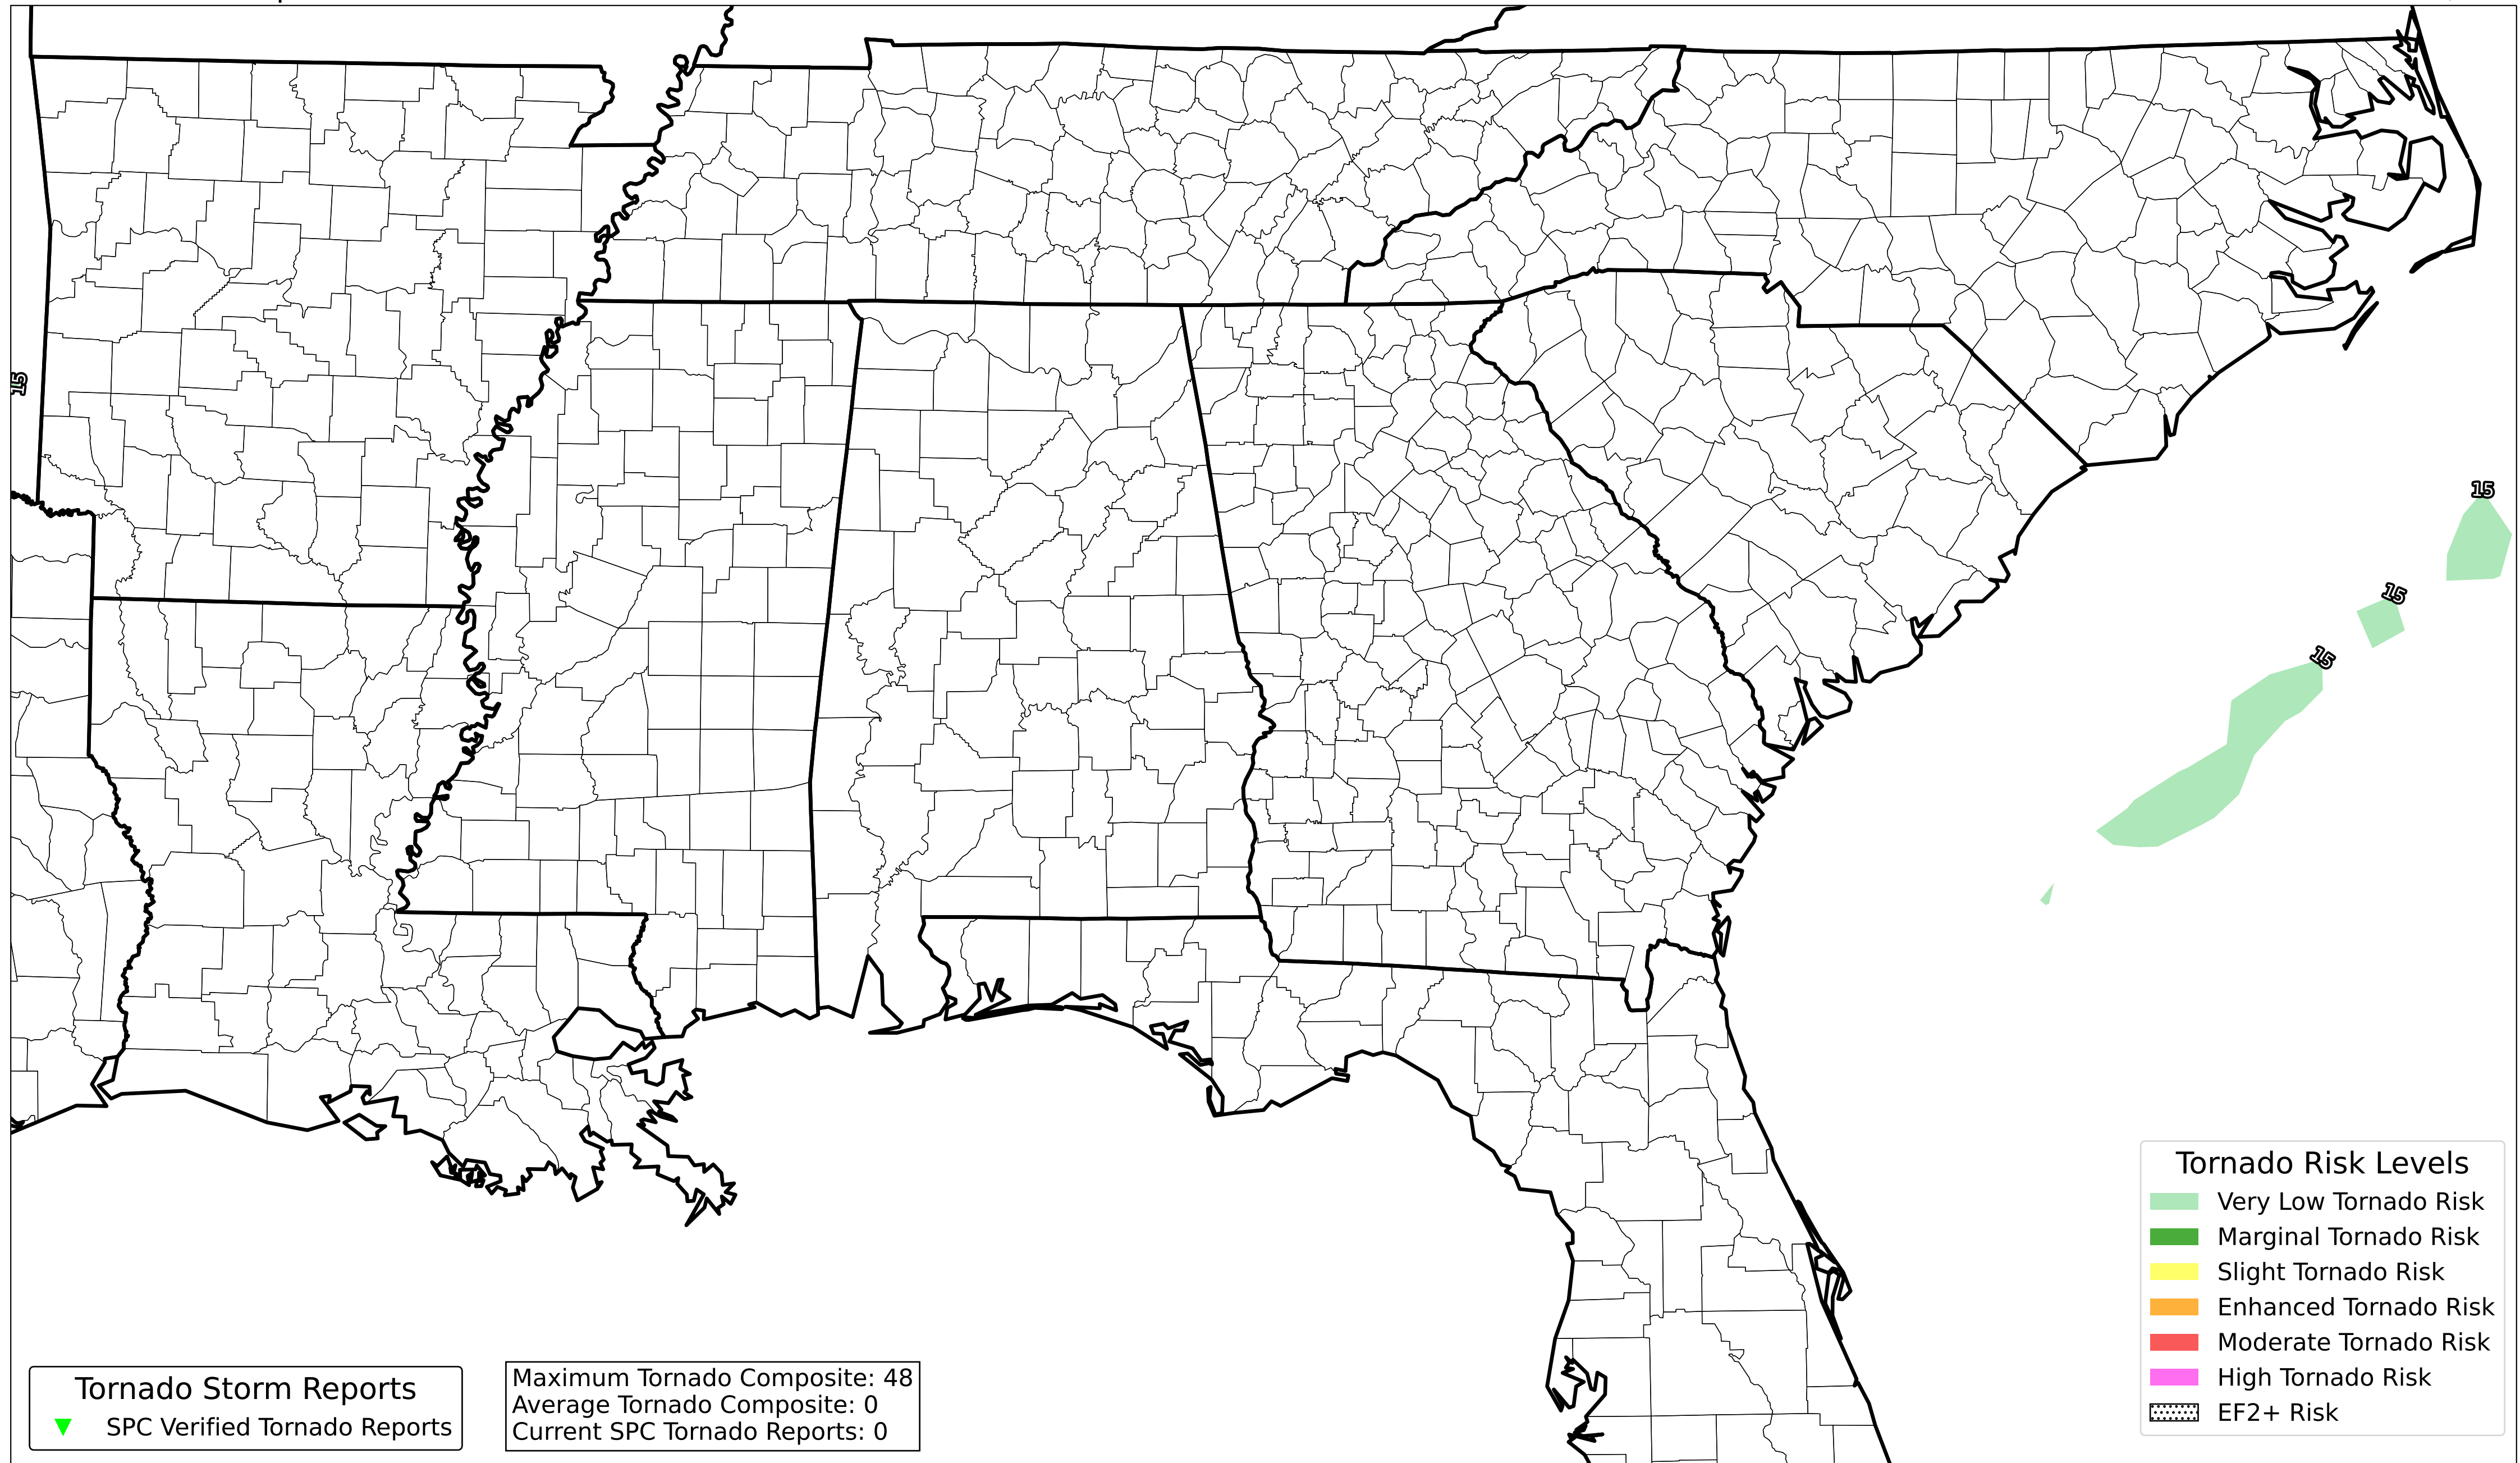 15
15
15
15
Tornado Risk Levels
Very Low Tornado Risk
Marginal Tornado Risk
Slight Tornado Risk
Enhanced Tornado Risk
Moderate Tornado Risk
High Tornado Risk
EF2+ Risk
Tornado Storm Reports
SPC Verified Tornado Reports
Maximum Tornado Composite: 48
Average Tornado Composite: 0
Current SPC Tornado Reports: 0